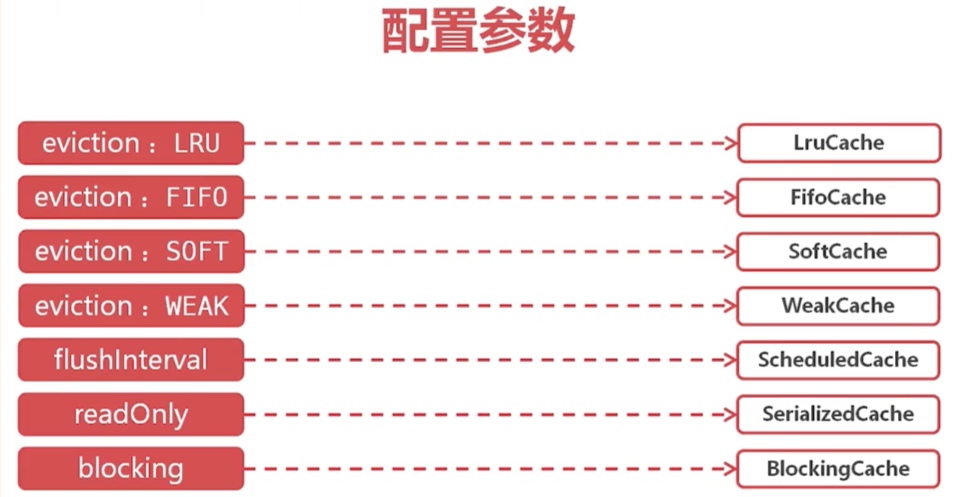 配置参数
eviction：LRU LruCache
eviction：FIFO FifoCache
eviction：SOFT SoftCache
eviction：WEAK WeakCache
flushInterval ScheduledCache
readOnly SerializedCache
blocking BlockingCache